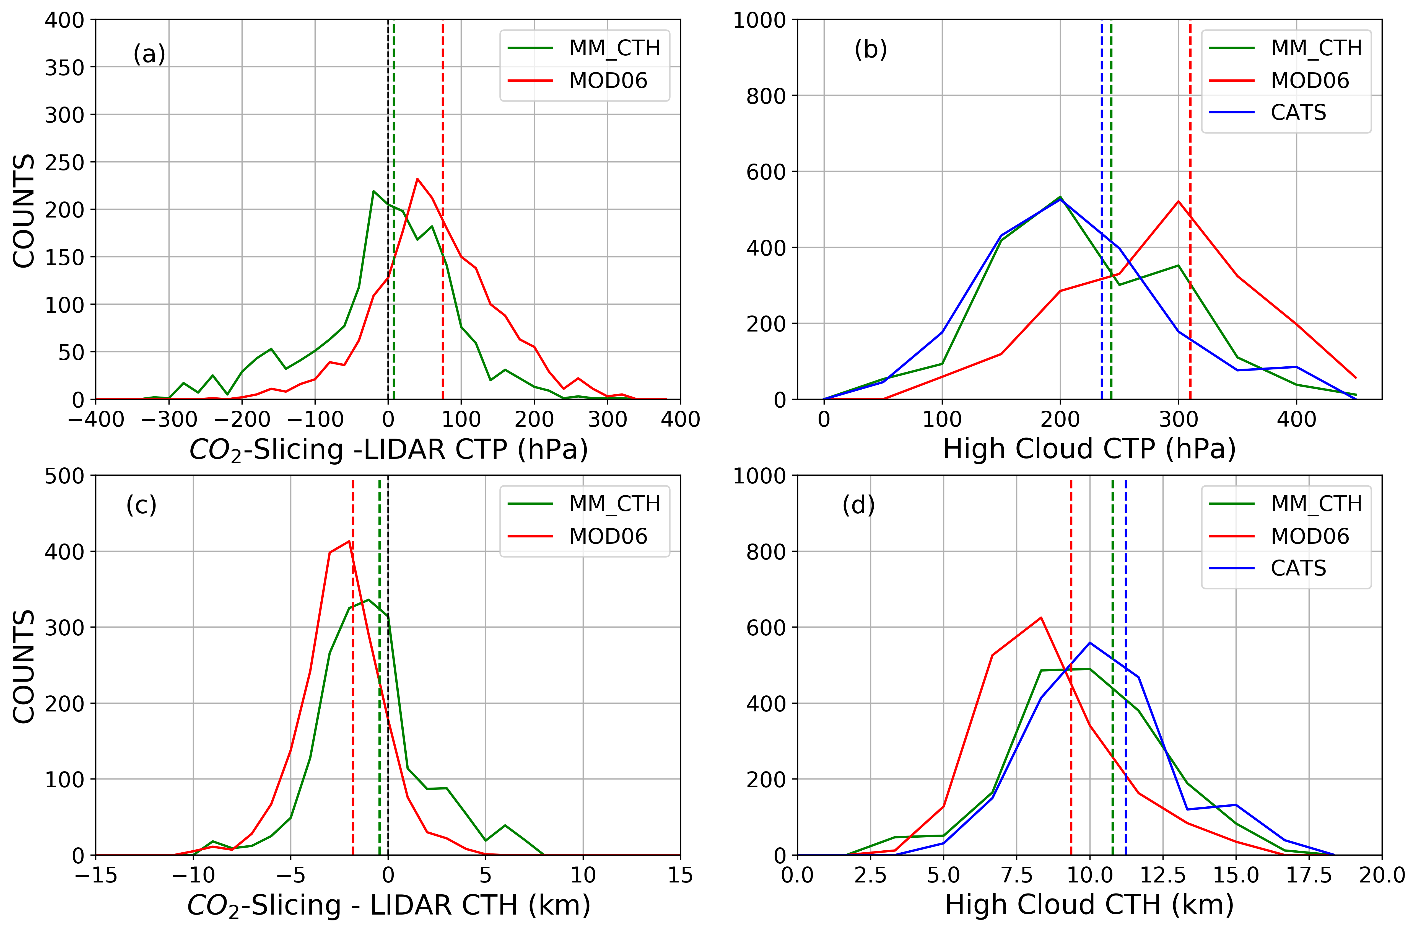 (a)
MM_CTH
MOD06
400
350
300
250
200
150
100
50
0
COUNTS
−400 −300 −200 −100 0 100 200 300 400
CO2-Slicing -LIDAR CTP (hPa)
(b)
MM_CTH
MOD06
CATS
1000
800
600
400
200
0
0 100 200 300 400
High Cloud CTP (hPa)
(c)
MM_CTH
MOD06
500
400
300
200
100
0
COUNTS
−15 −10 −5 0 5 10 15
CO2-Slicing - LIDAR CTH (km)
(d)
MM_CTH
MOD06
CATS
1000
800
600
400
200
0
0.0 2.5 5.0 7.5 10.0 12.5 15.0 17.5 20.0
High Cloud CTH (km)